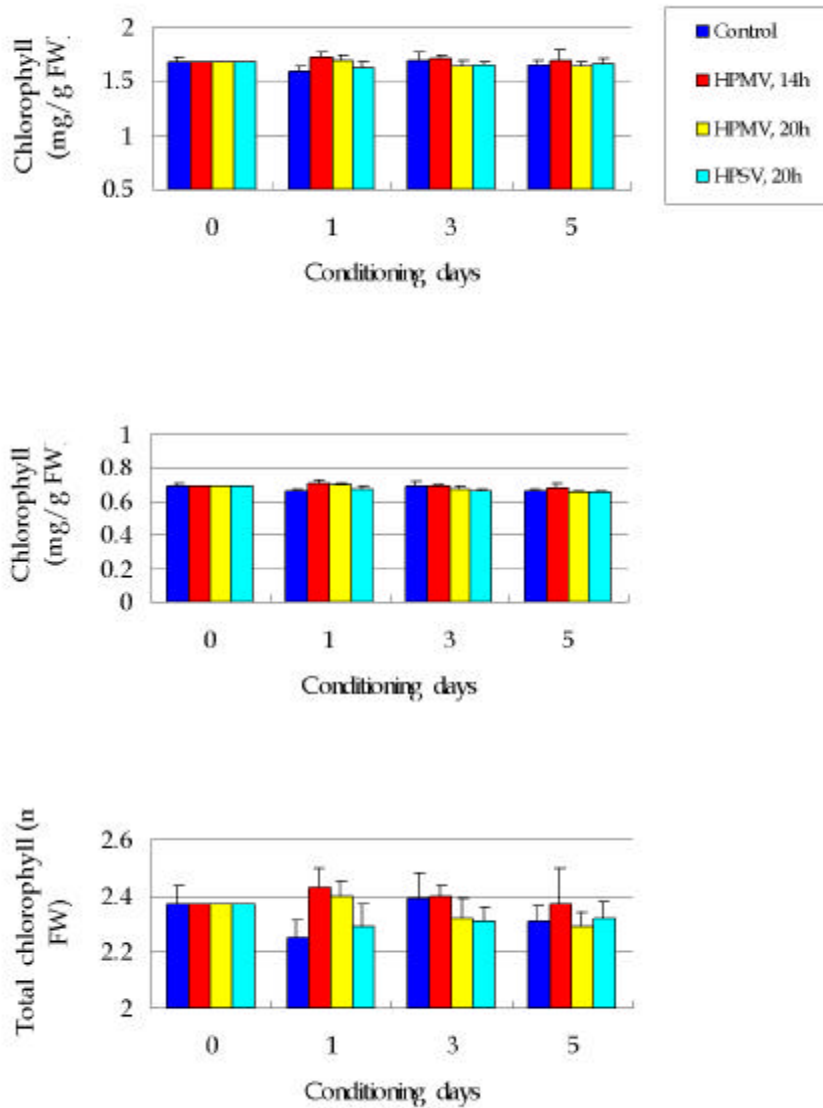 Chlorophyll
(mg/g FW)
2
1.5
1
0.5
0 1 3 5
Conditioning days
Control
HPMV, 14h
HPMV, 20h
HPSV, 20h
Chlorophyll
(mg/g FW)
1
0.8
0.6
0.4
0.2
0
0 1 3 5
Conditioning days
Total chlorophyll (n
FW)
2.6
2.4
2.2
2
0 1 3 5
Conditioning days